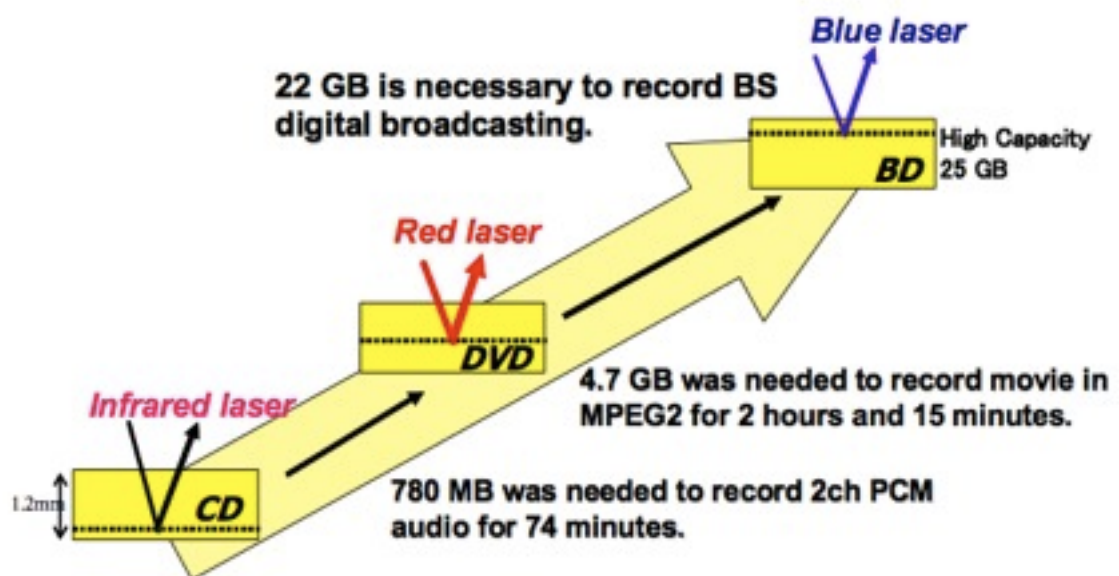 Blue laser
22 GB is necessary to record BS
digital broadcasting.
High Capacity
25 GB
BD
Red laser
DVD
4.7 GB was needed to record movie in
MPEG2 for 2 hours and 15 minutes.
Infrared laser
1.2mm
CD
780 MB was needed to record 2ch PCM
audio for 74 minutes.